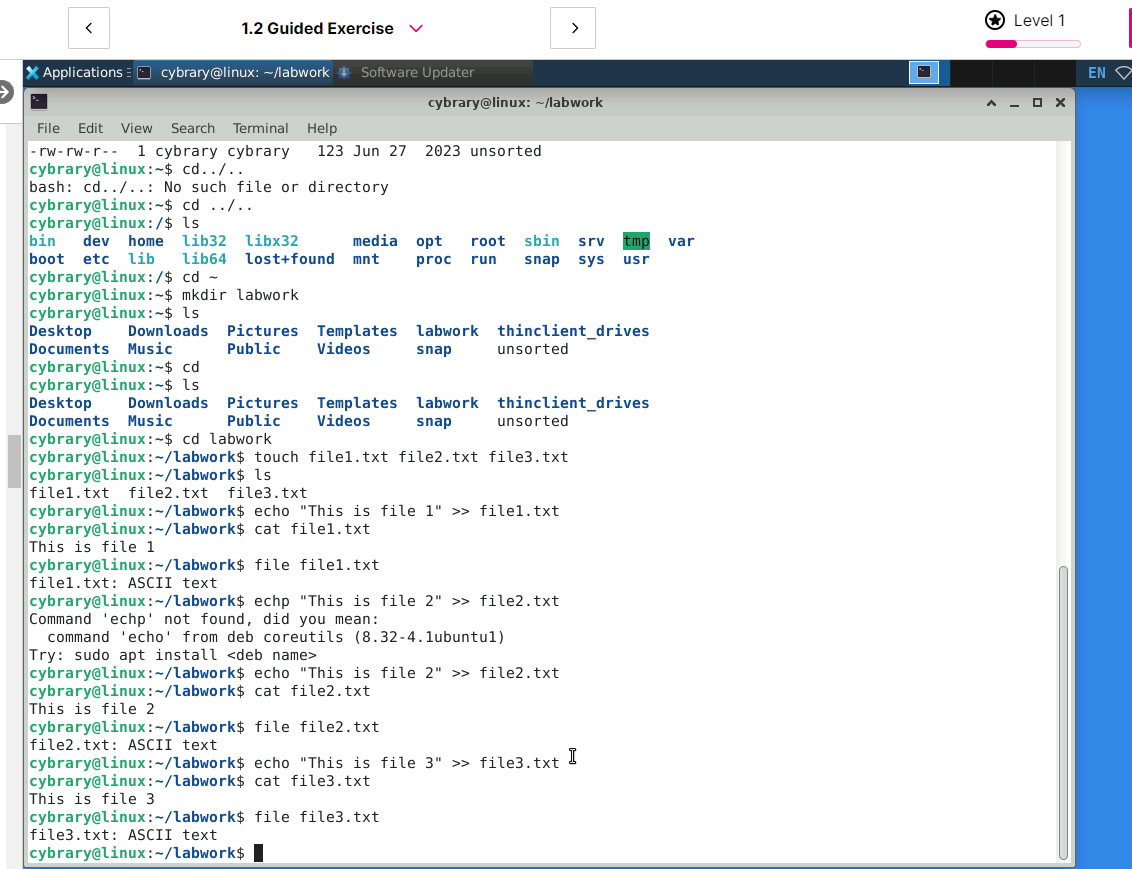 1.2 Guided Exercise
Level 1
Applications cybrary@linux: ~/labwork Software Updater EN
cybrary@linux: ~/labwork
File Edit View Search Terminal Help
-rw-rw-r--  1 cybrary cybrary   123 Jun 27  2023 unsorted
cybrary@linux:~$ cd../..
bash: cd../..: No such file or directory
cybrary@linux:~$ cd ../..
cybrary@linux:/$ ls
bin   dev  home  lib32  libx32      media  opt   root  sbin  srv  tmp  var
boot  etc  lib   lib64  lost+found  mnt    proc  run   snap  sys  usr
cybrary@linux:/$ cd ~
cybrary@linux:~$ mkdir labwork
cybrary@linux:~$ ls
Desktop    Downloads  Pictures  Templates  labwork  thinclient_drives
Documents  Music      Public    Videos     snap     unsorted
cybrary@linux:~$ cd
cybrary@linux:~$ ls
Desktop    Downloads  Pictures  Templates  labwork  thinclient_drives
Documents  Music      Public    Videos     snap     unsorted
cybrary@linux:~$ cd labwork
cybrary@linux:~/labwork$ touch file1.txt file2.txt file3.txt
cybrary@linux:~/labwork$ ls
file1.txt  file2.txt  file3.txt
cybrary@linux:~/labwork$ echo "This is file 1" >> file1.txt
cybrary@linux:~/labwork$ cat file1.txt
This is file 1
cybrary@linux:~/labwork$ file file1.txt
file1.txt: ASCII text
cybrary@linux:~/labwork$ echp "This is file 2" >> file2.txt
Command 'echp' not found, did you mean:
  command 'echo' from deb coreutils (8.32-4.1ubuntu1)
Try: sudo apt install <deb name>
cybrary@linux:~/labwork$ echo "This is file 2" >> file2.txt
cybrary@linux:~/labwork$ cat file2.txt
This is file 2
cybrary@linux:~/labwork$ file file2.txt
file2.txt: ASCII text
cybrary@linux:~/labwork$ echo "This is file 3" >> file3.txt
cybrary@linux:~/labwork$ cat file3.txt
This is file 3
cybrary@linux:~/labwork$ file file3.txt
file3.txt: ASCII text
cybrary@linux:~/labwork$